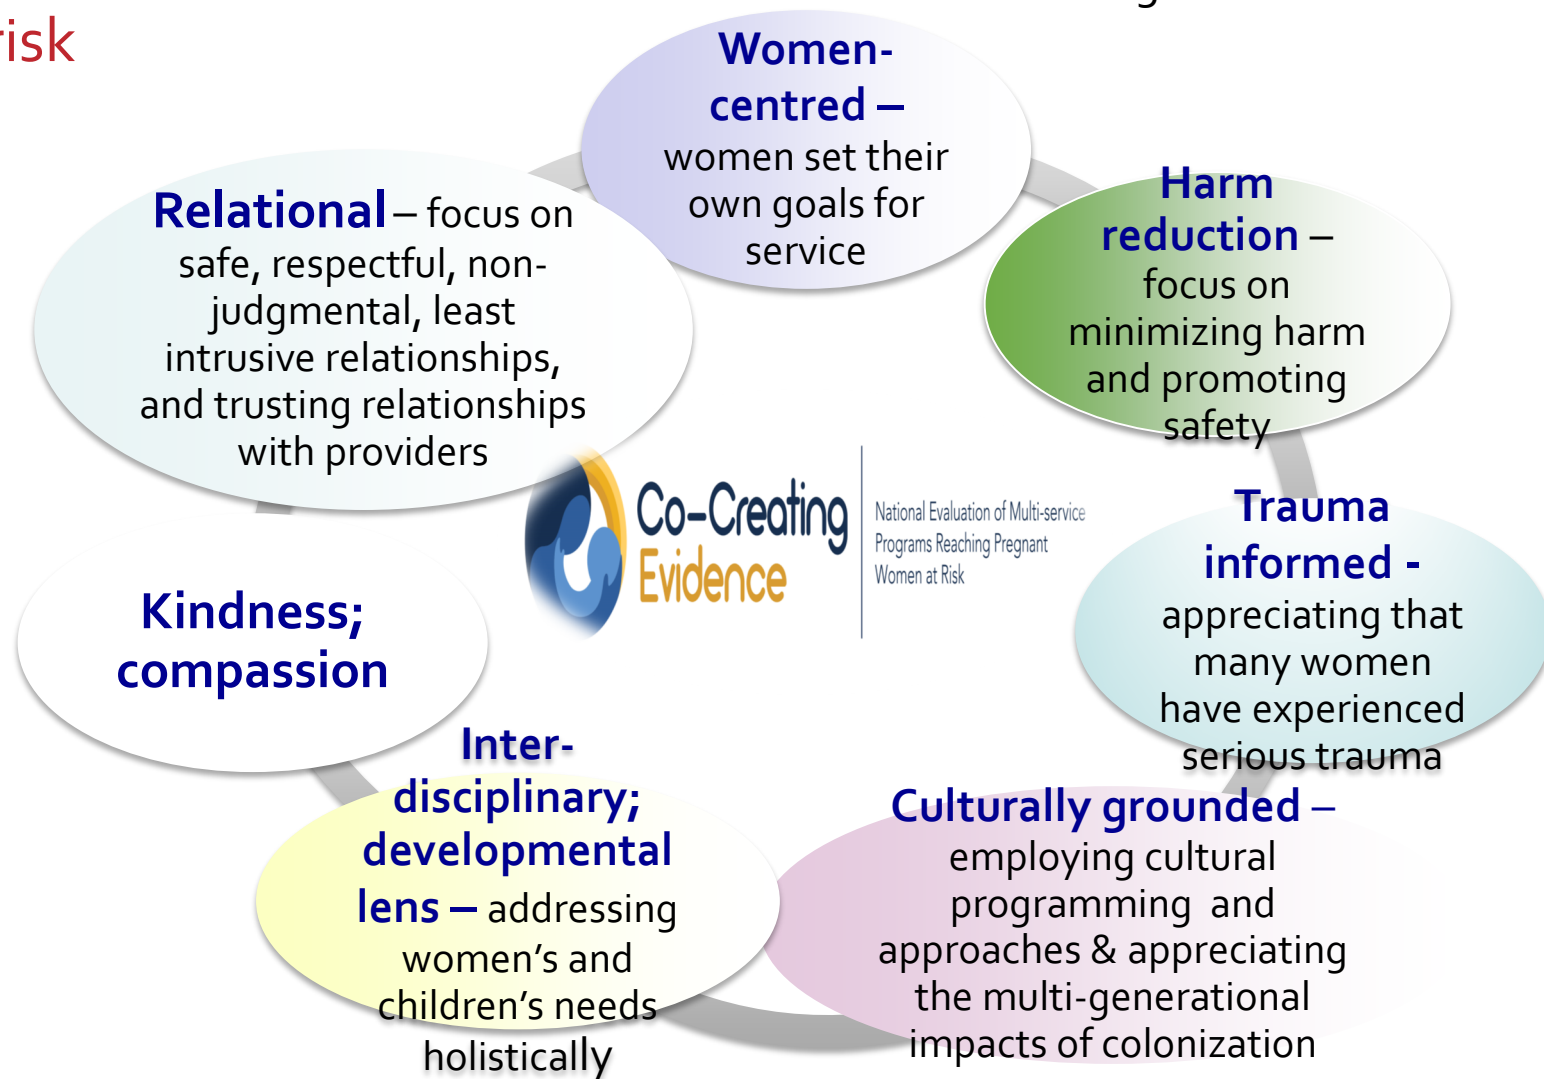 risk
g
Women-
centred –
women set their
own goals for
service
Harm
reduction –
focus on
minimizing harm
and promoting
safety
Trauma
informed -
appreciating that
many women
have experienced
serious trauma
Culturally grounded –
employing cultural
programming and
approaches & appreciating
the multi-generational
impacts of colonization
Inter-
disciplinary;
developmental
lens – addressing
women's and
children's needs
holistically
Kindness;
compassion
Relational – focus on
safe, respectful, non-
judgmental, least
intrusive relationships,
and trusting relationships
with providers
Co-Creating
Evidence
National Evaluation of Multi-service
Programs Reaching Pregnant
Women at Risk